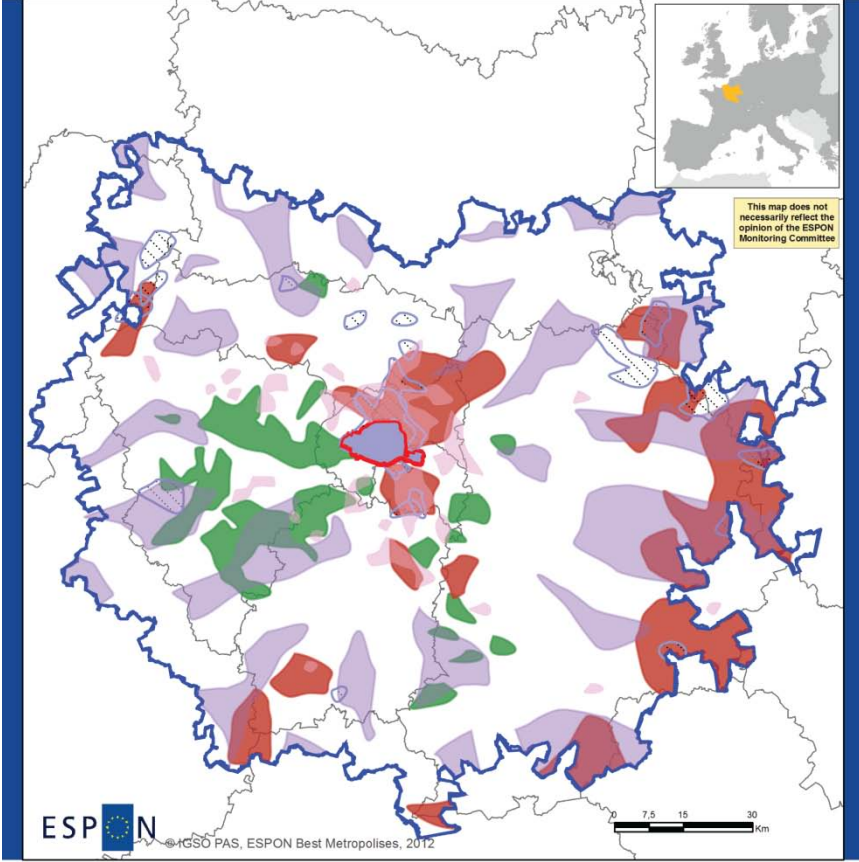 This map does not
necessarily reflect the
opinion of the ESPON
Monitoring Committee
ESPON
© IGSO PAS, ESPON Best Metropolises, 2012
0 7,5 15 30
Km